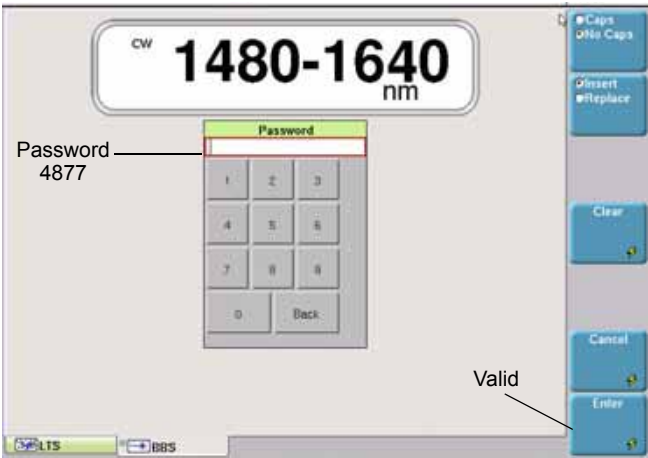 CW 1480-1640
nm
Caps
No Caps
Insert
Replace
Password
Password
4877
1 2 3
4 5 6
7 8 9
0 Back
Clear
Cancel
Valid
Enter
LTS BBS